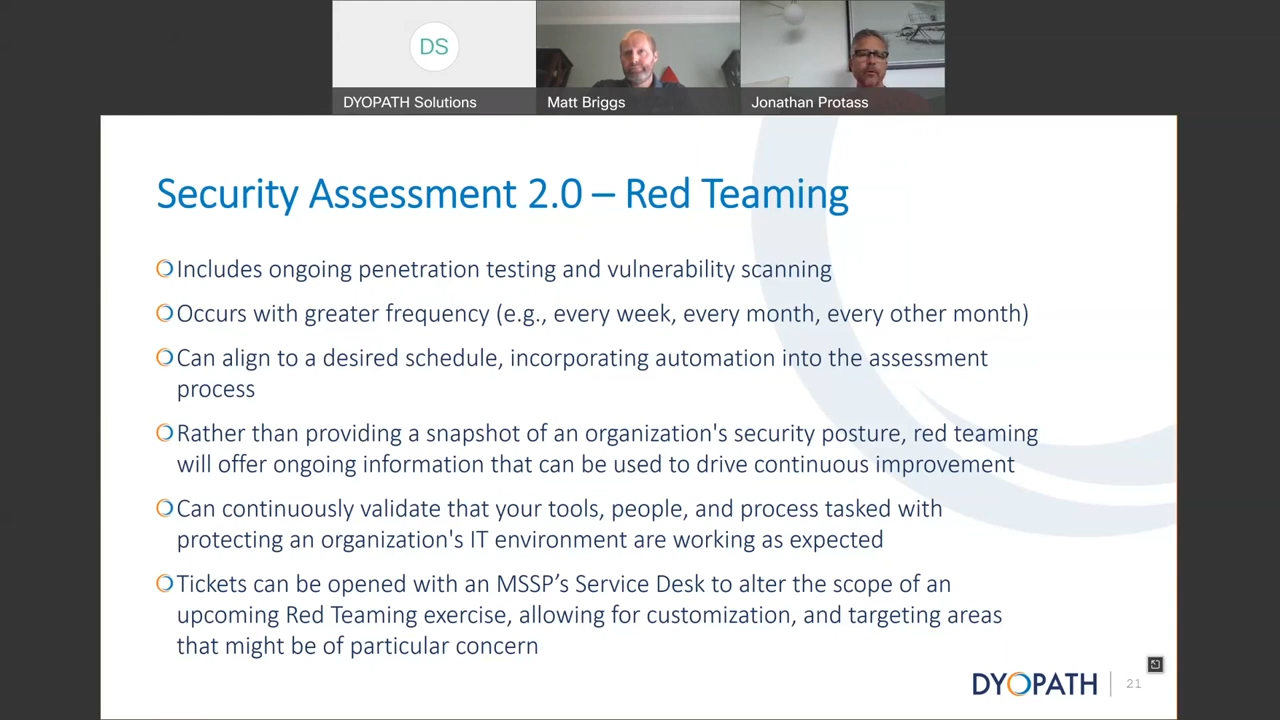 DS
DYOPATH Solutions
Matt Briggs
Jonathan Protass
Security Assessment 2.0 – Red Teaming
Includes ongoing penetration testing and vulnerability scanning
Occurs with greater frequency (e.g., every week, every month, every other month)
Can align to a desired schedule, incorporating automation into the assessment
process
Rather than providing a snapshot of an organization's security posture, red teaming
will offer ongoing information that can be used to drive continuous improvement
Can continuously validate that your tools, people, and process tasked with
protecting an organization's IT environment are working as expected
Tickets can be opened with an MSSP’s Service Desk to alter the scope of an
upcoming Red Teaming exercise, allowing for customization, and targeting areas
that might be of particular concern
DYOPATH
21